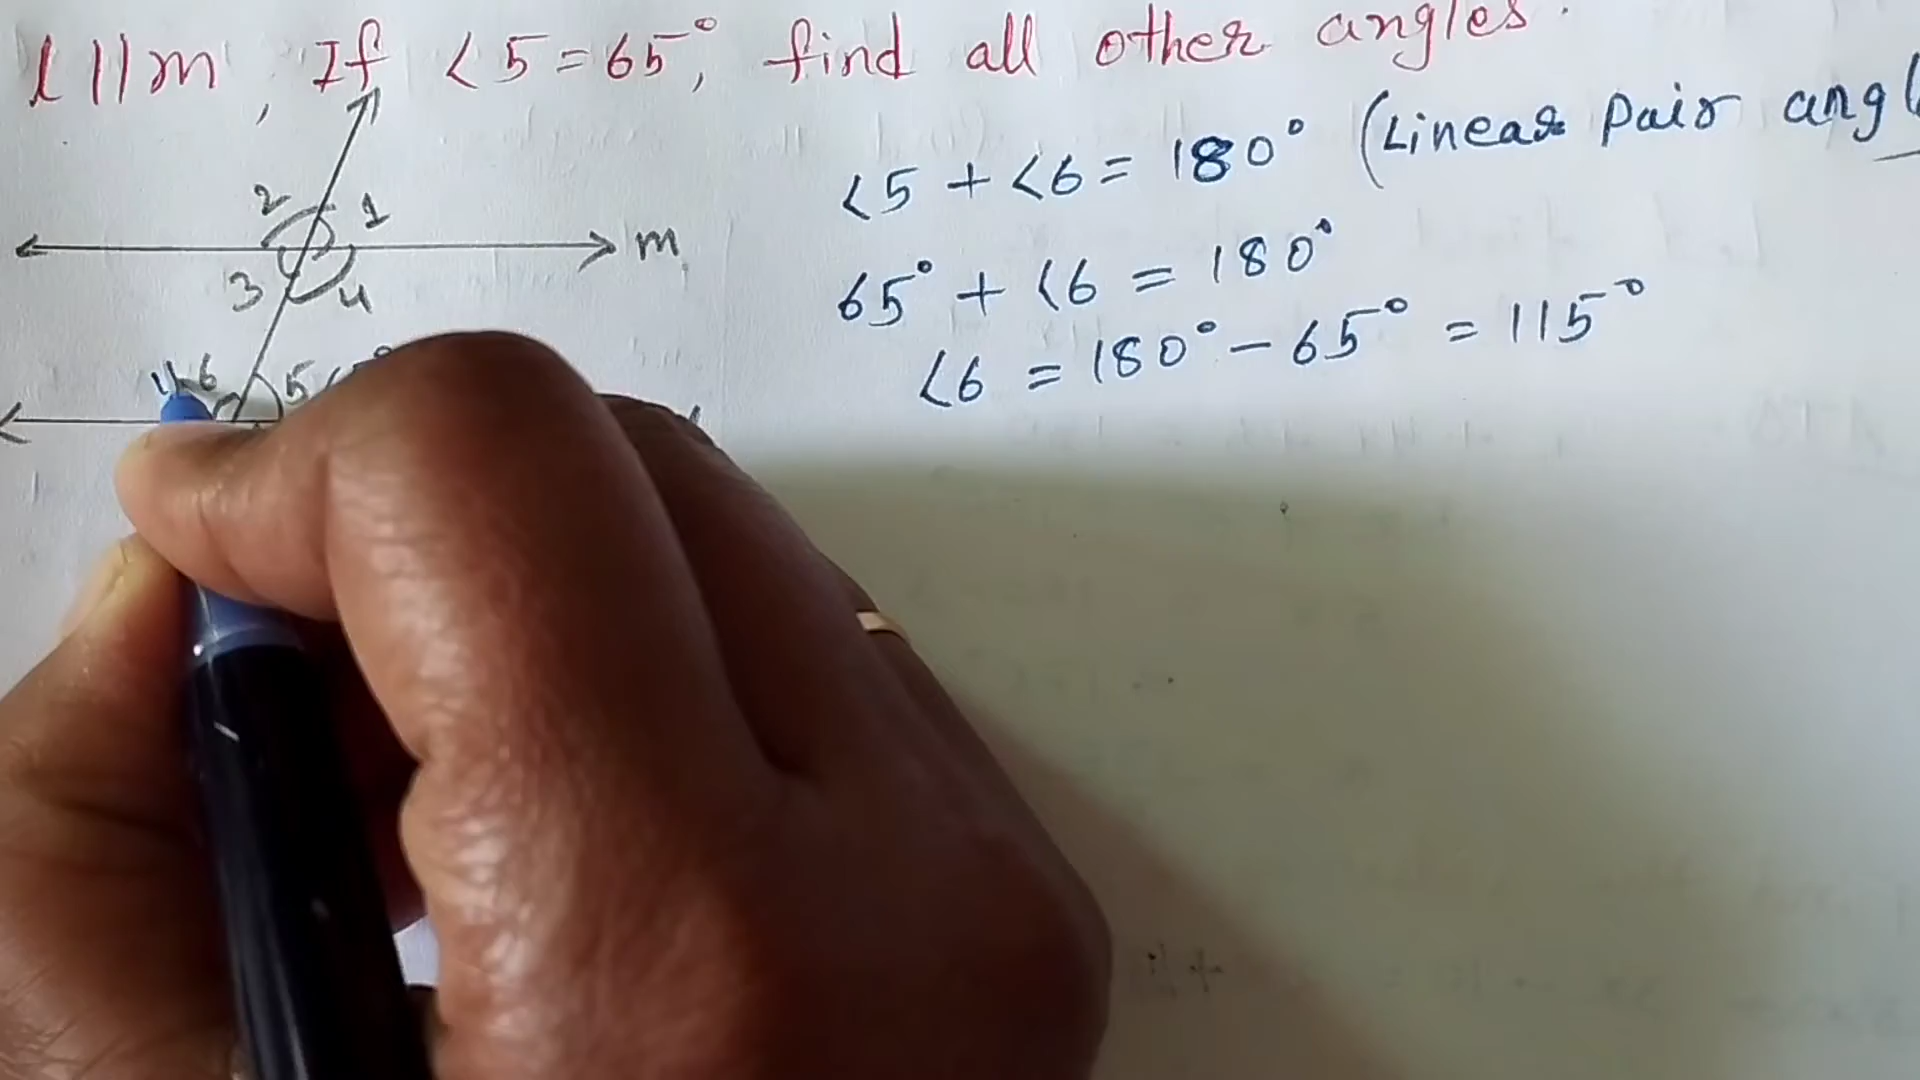 l || m, If <5 = 65°, find all other angles.
<5 + <6 = 180° (Linear Pair angl
65° + <6 = 180°
<6 = 180° - 65° = 115°
2 1
m
3 4
6 5